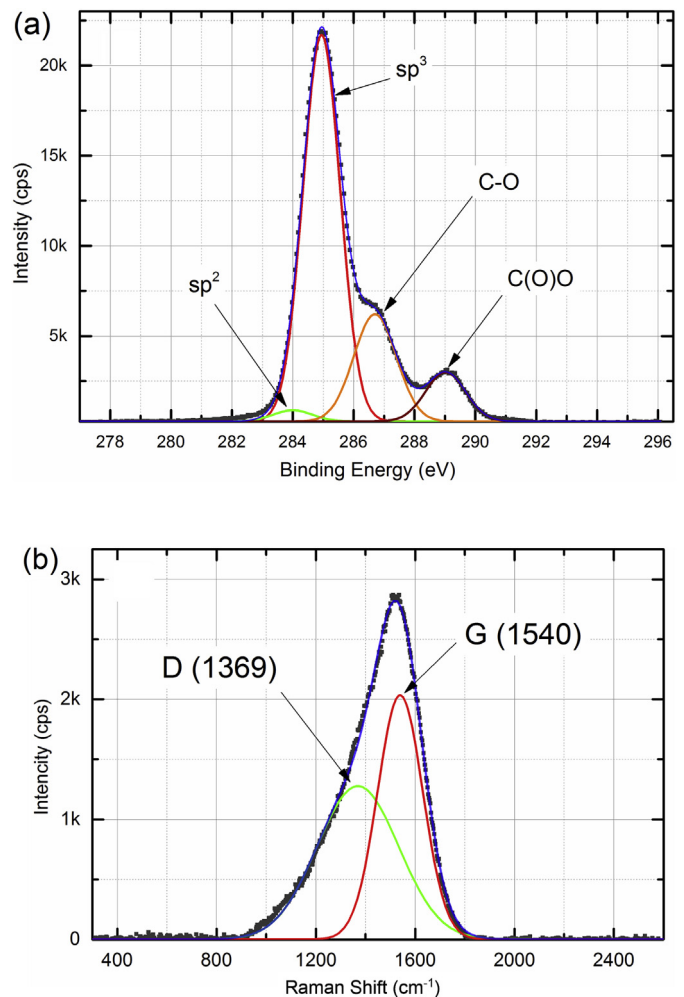 (a)
20k
15k
10k
5k
Intensity (cps)
sp³
C-O
sp²
C(O)O
278 280 282 284 286 288 290 292 294 296
Binding Energy (eV)
(b)
3k
2k
1k
0
Intencity (cps)
G (1540)
D (1369)
400 800 1200 1600 2000 2400
Raman Shift (cm⁻¹)